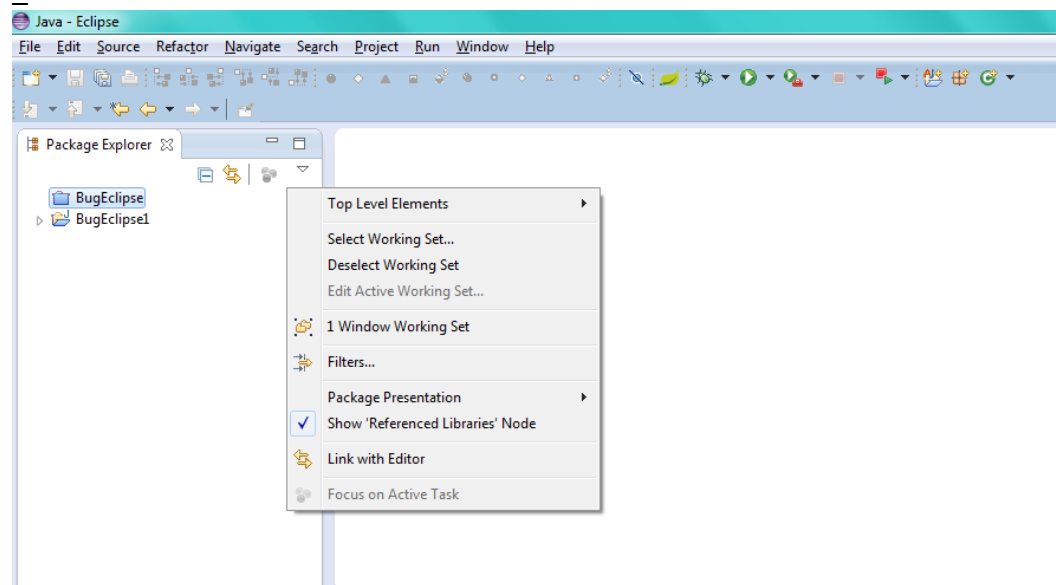 Java - Eclipse
File Edit Source Refactor Navigate Search Project Run Window Help
Package Explorer
BugEclipse
BugEclipse1
Top Level Elements
Select Working Set...
Deselect Working Set
Edit Active Working Set...
1 Window Working Set
Filters...
Package Presentation
Show 'Referenced Libraries' Node
Link with Editor
Focus on Active Task